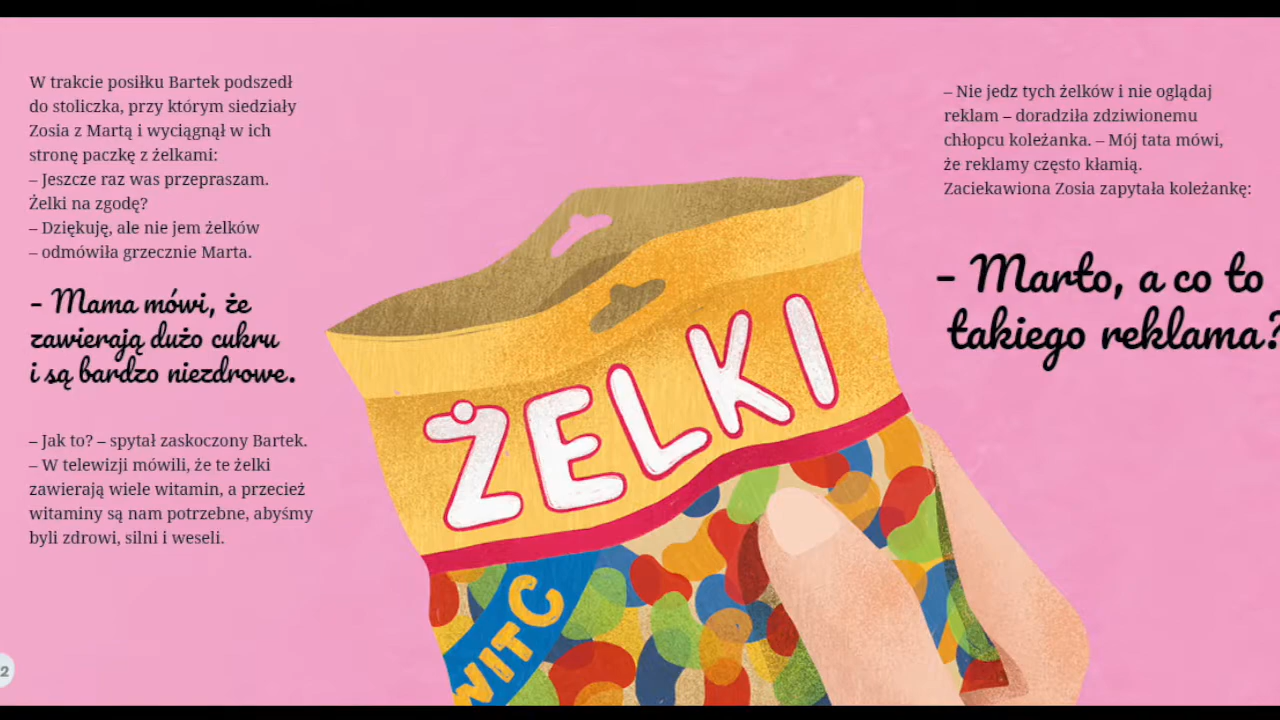 W trakcie posiłku Bartek podszedł
do stoliczka, przy którym siedziały
Zosia z Martą i wyciągnął w ich
stronę paczkę z żelkami:
– Jeszcze raz was przepraszam.
Żelki na zgodę?
– Dziękuję, ale nie jem żelków
– odmówiła grzecznie Marta.
– Mama mówi, że
zawierają dużo cukru
i są bardzo niezdrowe.
– Jak to? – spytał zaskoczony Bartek.
– W telewizji mówili, że te żelki
zawierają wiele witamin, a przecież
witaminy są nam potrzebne, abyśmy
byli zdrowi, silni i weseli.
2
ŻELKI
WITC
– Nie jedz tych żelków i nie oglądaj
reklam – doradziła zdziwionemu
chłopcu koleżanka. – Mój tata mówi,
że reklamy często kłamią.
Zaciekawiona Zosia zapytała koleżankę:
– Marto, a co to
takiego reklama?